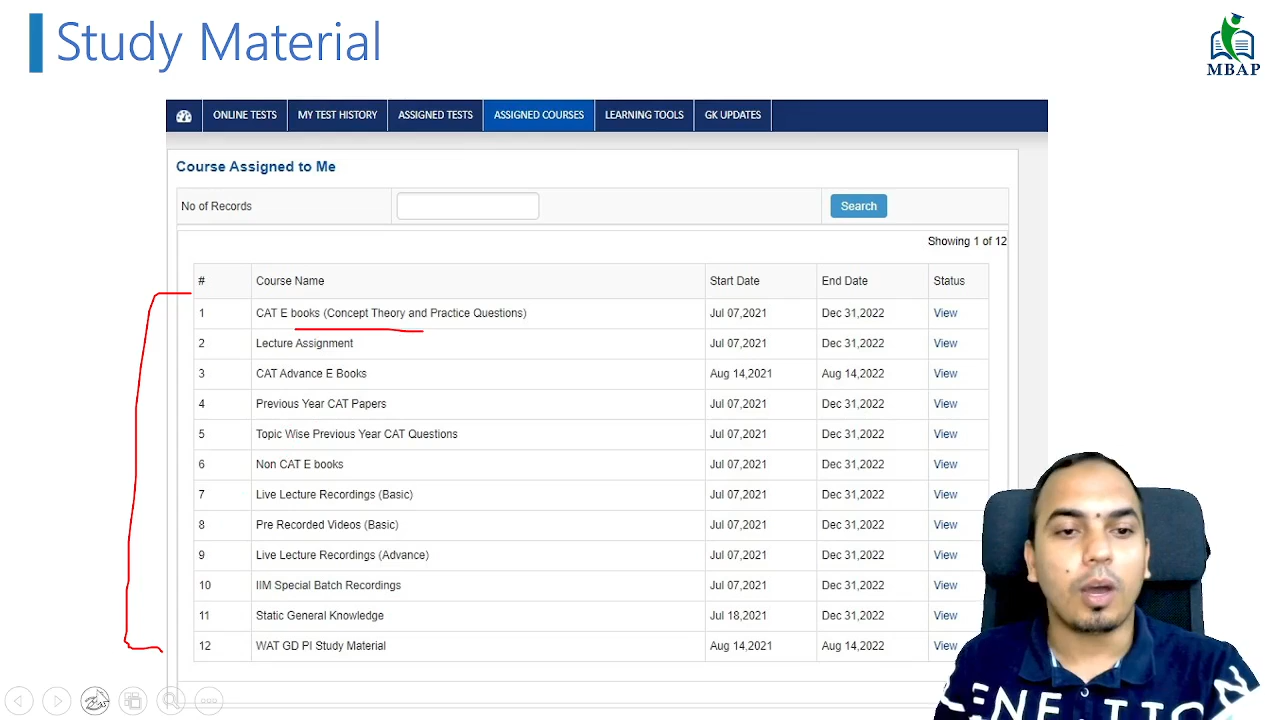 Study Material
MBAP
ONLINE TESTS MY TEST HISTORY ASSIGNED TESTS ASSIGNED COURSES LEARNING TOOLS GK UPDATES
Course Assigned to Me
No of Records Search
Showing 1 of 12
# Course Name Start Date End Date Status
1 CAT E books (Concept Theory and Practice Questions) Jul 07,2021 Dec 31,2022 View
2 Lecture Assignment Jul 07,2021 Dec 31,2022 View
3 CAT Advance E Books Aug 14,2021 Aug 14,2022 View
4 Previous Year CAT Papers Jul 07,2021 Dec 31,2022 View
5 Topic Wise Previous Year CAT Questions Jul 07,2021 Dec 31,2022 View
6 Non CAT E books Jul 07,2021 Dec 31,2022 View
7 Live Lecture Recordings (Basic) Jul 07,2021 Dec 31,2022 View
8 Pre Recorded Videos (Basic) Jul 07,2021 Dec 31,2022 View
9 Live Lecture Recordings (Advance) Jul 07,2021 Dec 31,2022 View
10 IIM Special Batch Recordings Jul 07,2021 Dec 31,2022 View
11 Static General Knowledge Jul 18,2021 Dec 31,2022 View
12 WAT GD PI Study Material Aug 14,2021 Aug 14,2022 View